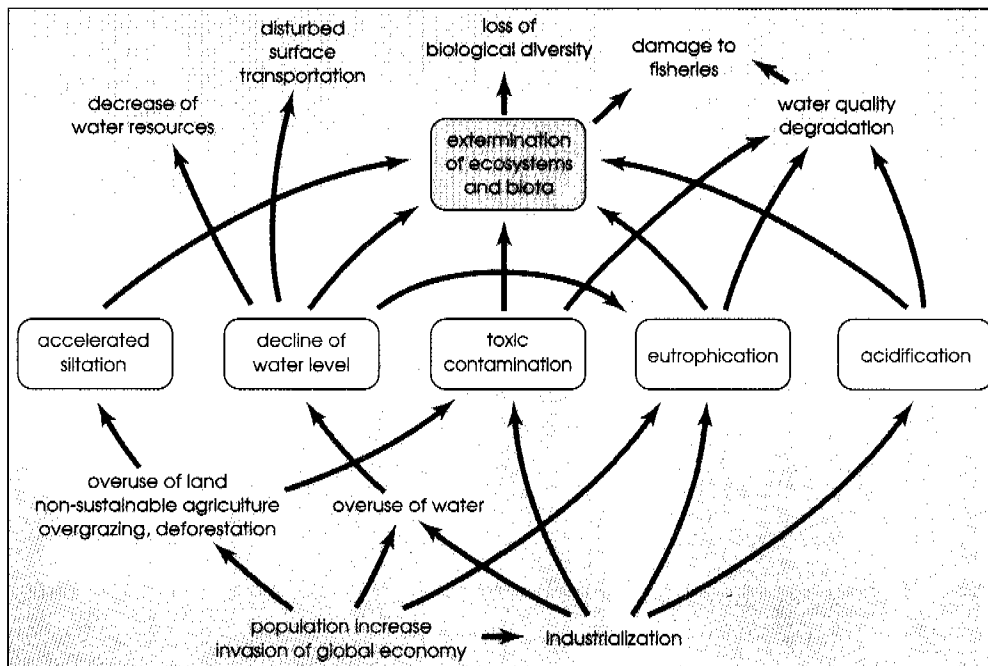 disturbed
surface
transportation
loss of
biological diversity
damage to
fisheries
decrease of
water resources
water quality
degradation
extermination
of ecosystems
and biota
accelerated
siltation
decline of
water level
toxic
contamination
eutrophication
acidification
overuse of land
non-sustainable agriculture
overgrazing, deforestation
overuse of water
population increase
invasion of global economy
industrialization